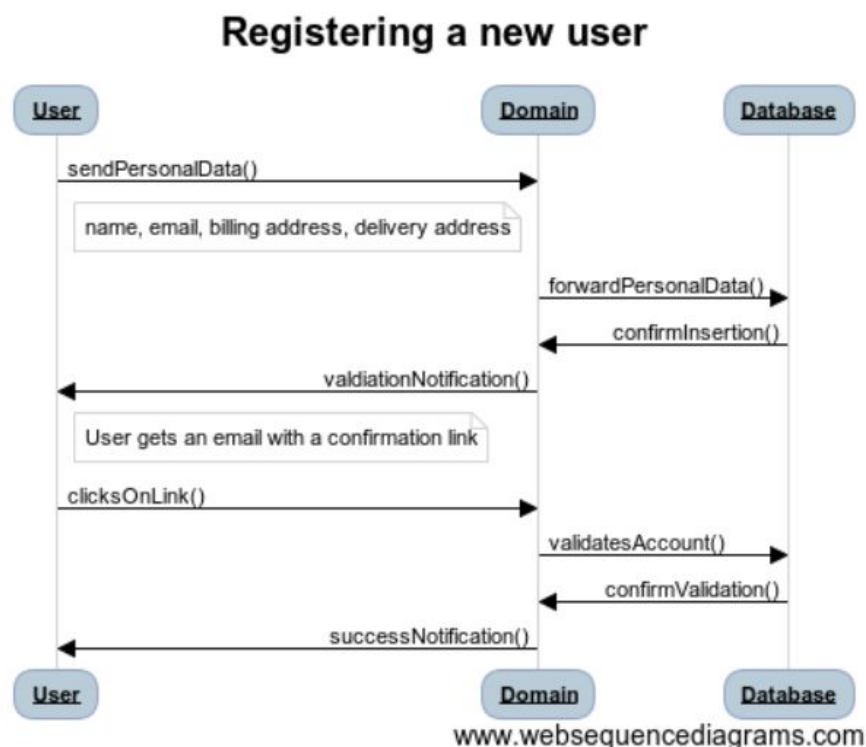 Registering a new user
User Domain Database
sendPersonalData()
name, email, billing address, delivery address
forwardPersonalData()
confirmInsertion()
valdiationNotification()
User gets an email with a confirmation link
clicksOnLink()
validatesAccount()
confirmValidation()
successNotification()
User Domain Database
www.websequencediagrams.com